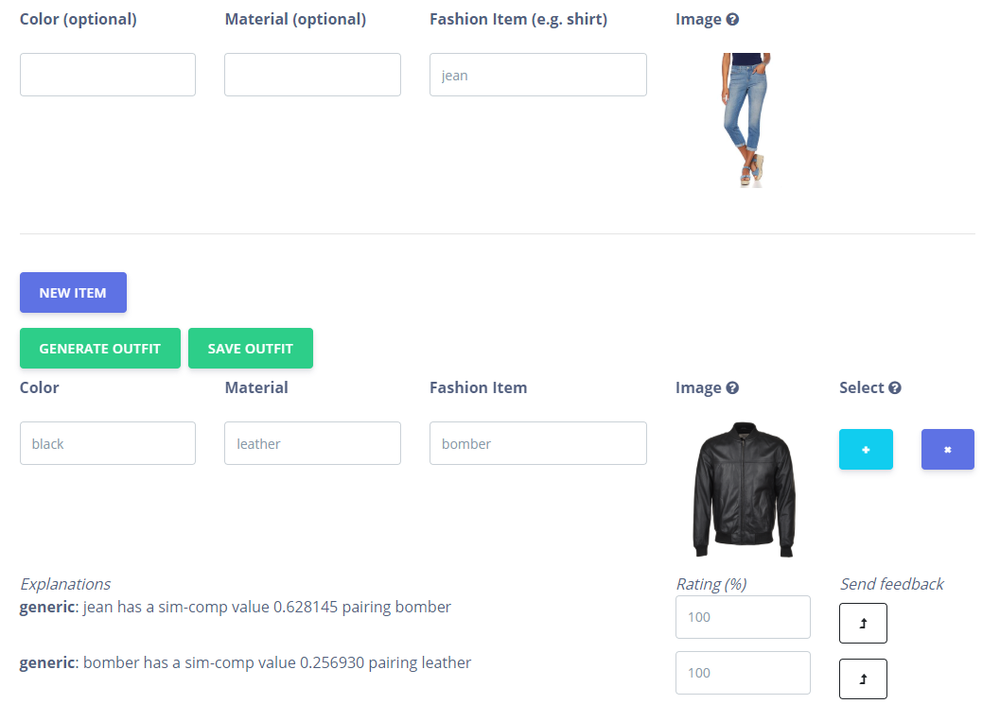 Color (optional) Material (optional) Fashion Item (e.g. shirt) Image ?
jean
NEW ITEM
GENERATE OUTFIT SAVE OUTFIT
Color Material Fashion Item Image ? Select ?
black leather bomber
Explanations Rating (%) Send feedback
generic: jean has a sim-comp value 0.628145 pairing bomber
100
generic: bomber has a sim-comp value 0.256930 pairing leather
100